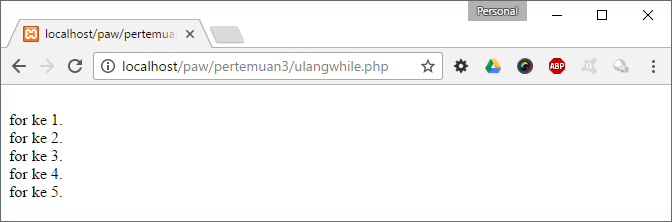 Personal
localhost/paw/pertemua
localhost/paw/pertemuan3/ulangwhile.php
ABP
for ke 1.
for ke 2.
for ke 3.
for ke 4.
for ke 5.